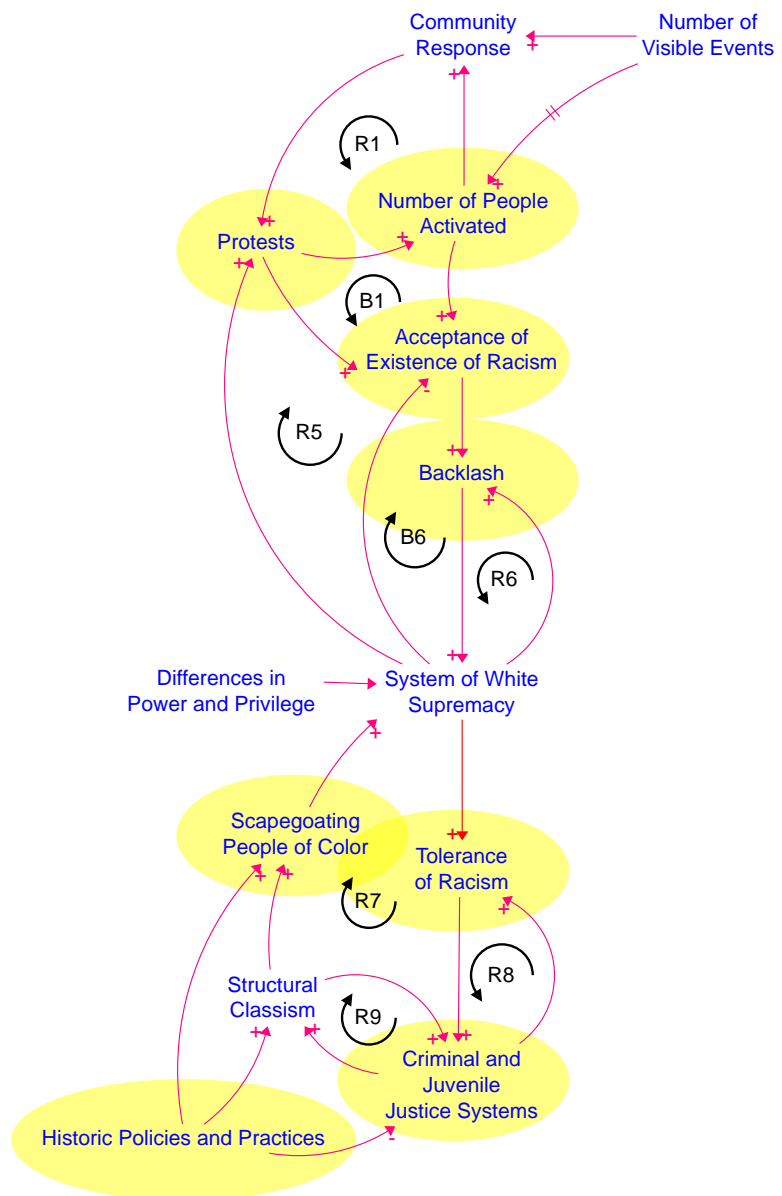 Community
Response
Number of
Visible Events
+
+
R1
+
Number of People
Activated
+
Protests
+
+
B1
+
Acceptance of
Existence of Racism
+
-
R5
+
Backlash
+
B6
R6
+
Differences in
Power and Privilege
System of White
Supremacy
+
Scapegoating
People of Color
+
Tolerance
of Racism
+
+
R7
+
R8
Structural
Classism
R9
+
+
+
+
Criminal and
Juvenile
Justice Systems
Historic Policies and Practices
-